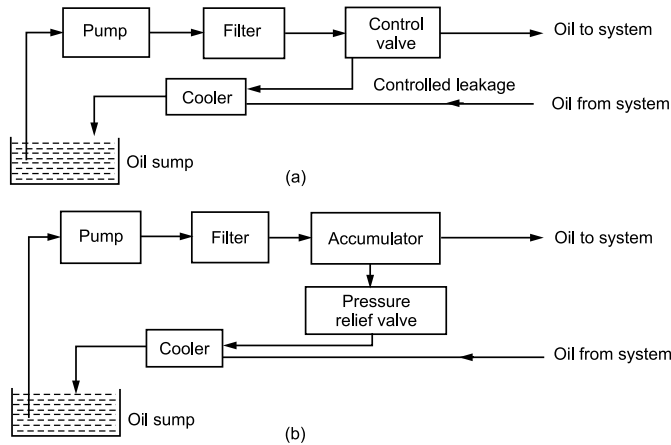 Pump
Filter
Control
valve
Oil to system
Cooler
Controlled leakage
Oil from system
Oil sump
(a)
Pump
Filter
Accumulator
Oil to system
Pressure
relief valve
Cooler
Oil from system
Oil sump
(b)